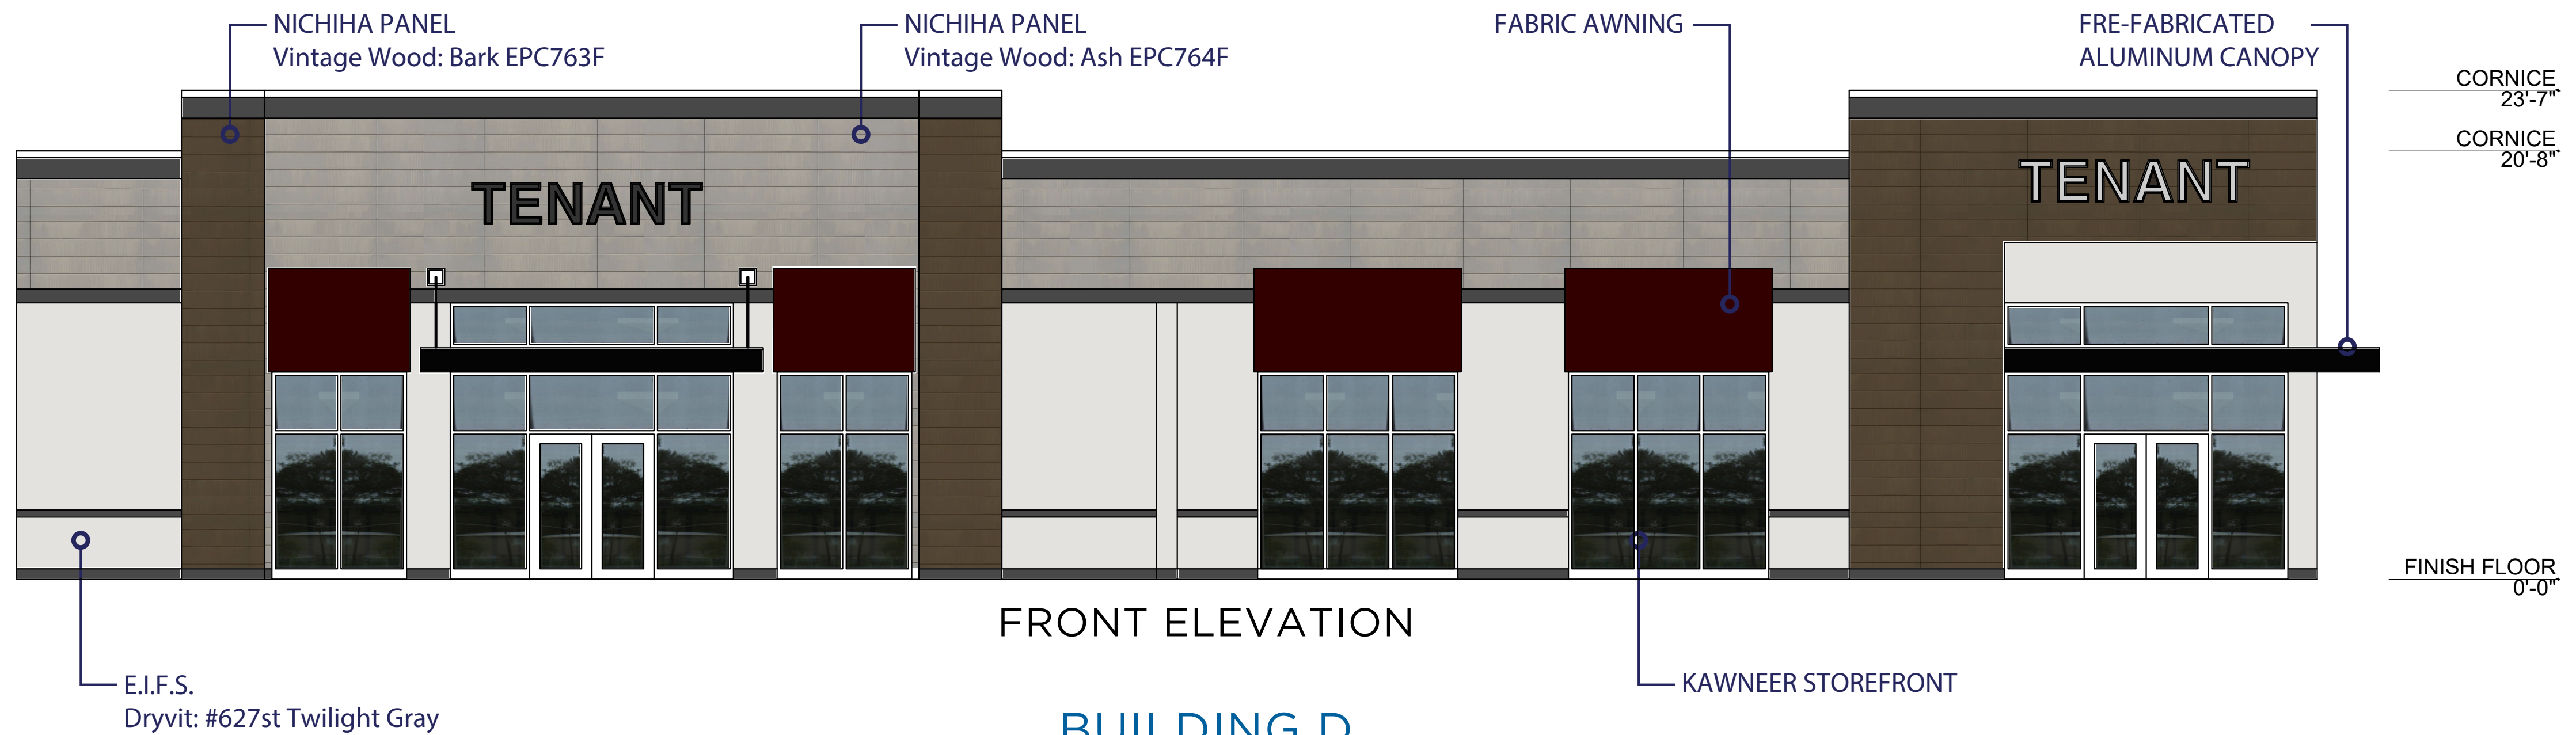 NICHIHA PANEL
Vintage Wood: Bark EPC763F
NICHIHA PANEL
Vintage Wood: Ash EPC764F
FABRIC AWNING
FRE-FABRICATED
ALUMINUM CANOPY
CORNICE
23'-7"
CORNICE
20'-8"
TENANT
TENANT
FINISH FLOOR
0'-0"
FRONT ELEVATION
E.I.F.S.
Dryvit: #627st Twilight Gray
KAWNEER STOREFRONT
BUILDING D